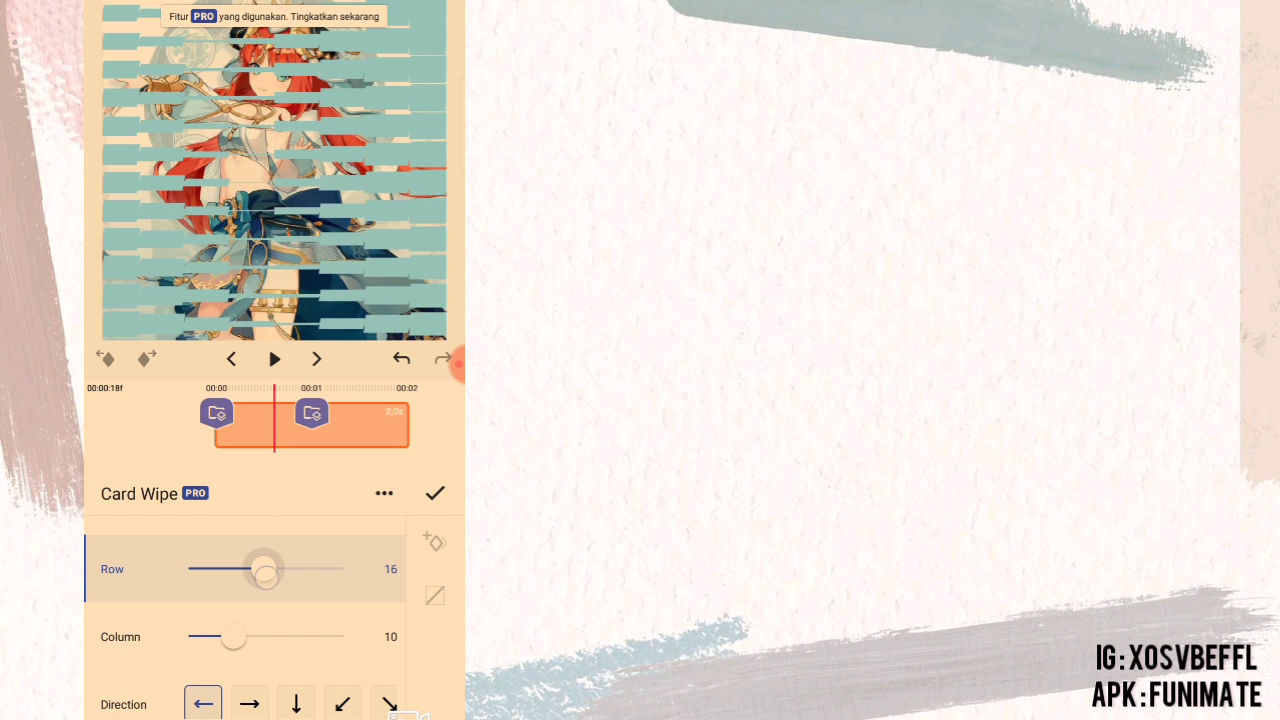 Fitur PRO yang digunakan. Tingkatkan sekarang
00:00:18f
00:00
00:01
00:02
2,0s
Card Wipe PRO
Row
16
Column
10
Direction
IG : XOSVBEFFL
APK : FUNIMATE